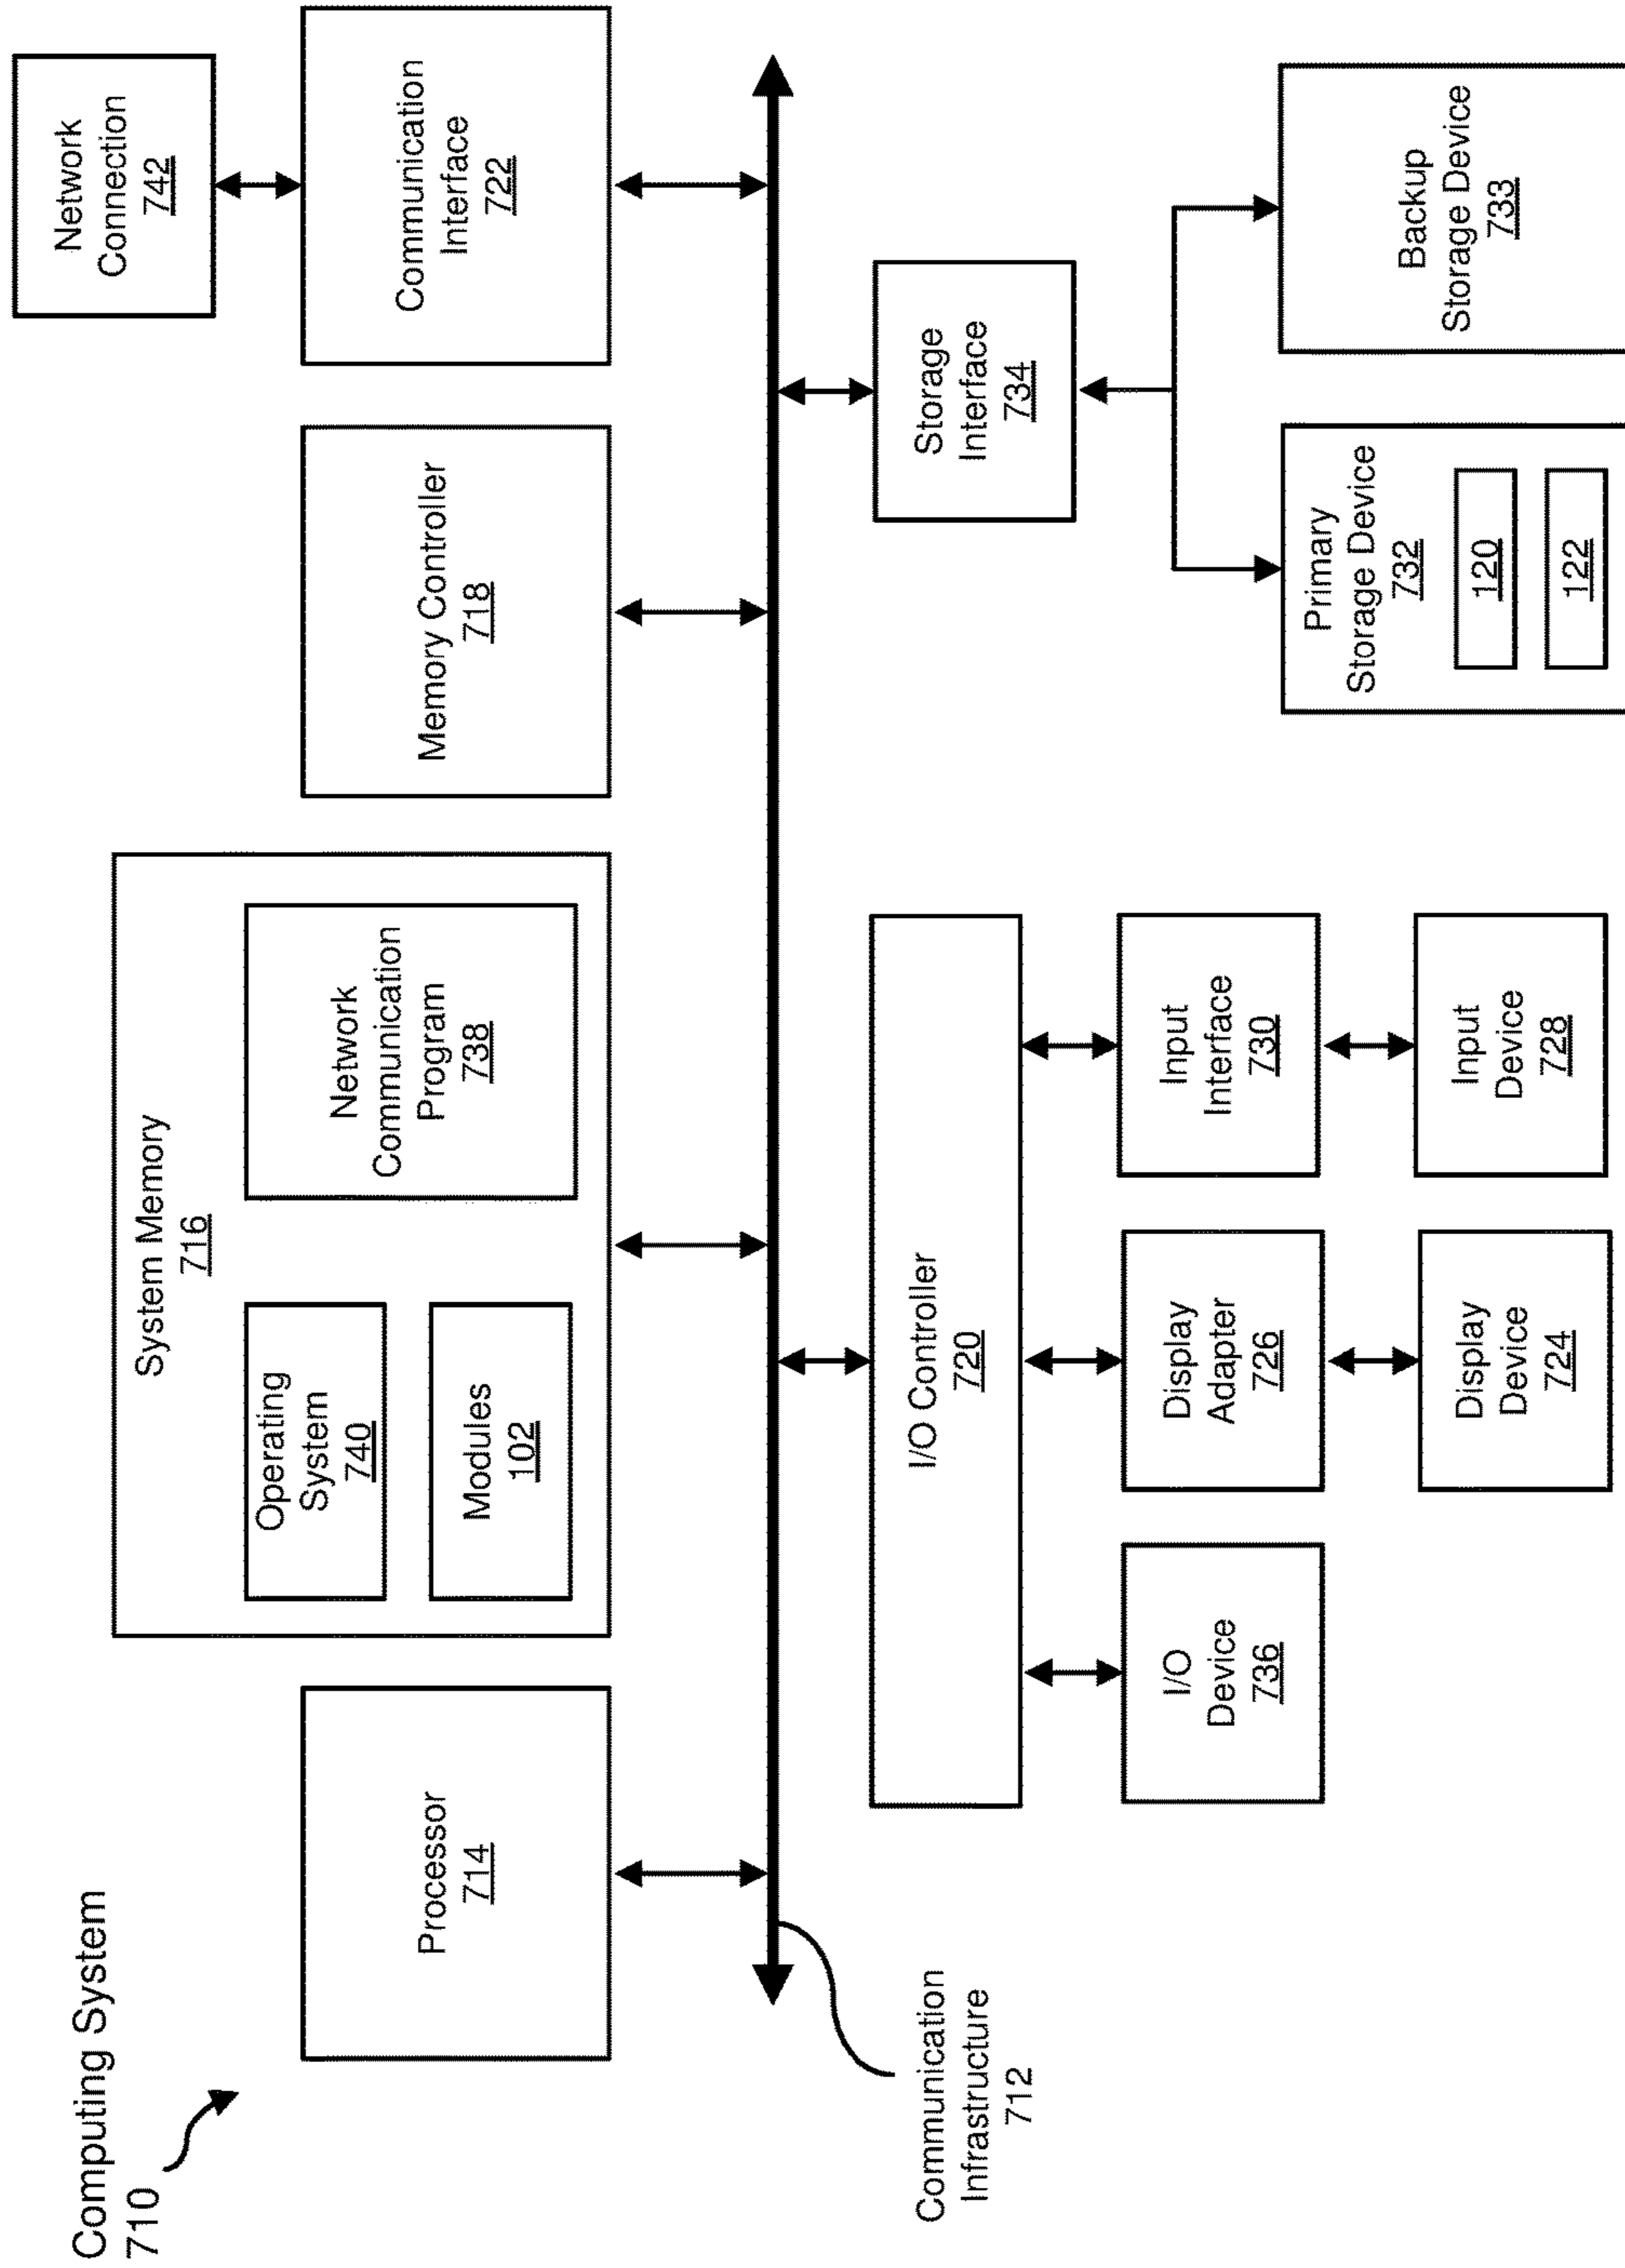 Computing System
710
Processor
714
System Memory
716
Operating
System
740
Modules
102
Network
Communication
Program
738
Memory Controller
718
Network
Connection
742
Communication
Interface
722
Communication
Infrastructure
712
I/O Controller
720
I/O
Device
736
Display
Adapter
726
Display
Device
724
Input
Interface
730
Input
Device
728
Storage
Interface
734
Primary
Storage Device
732
120
122
Backup
Storage Device
733